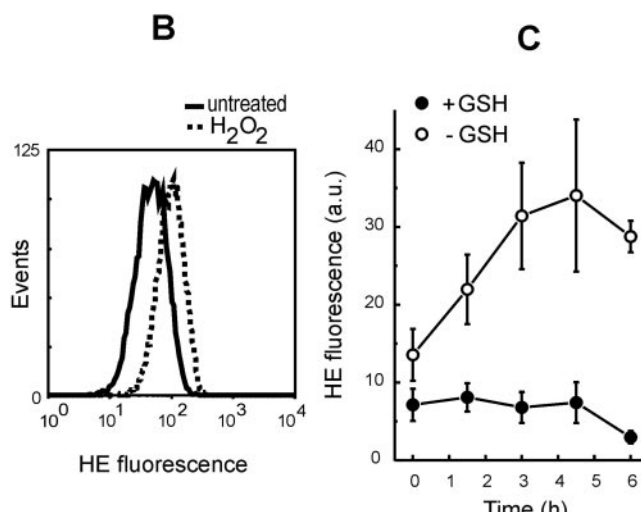 B
untreated
H2O2
125
Events
0
10^0 10^1 10^2 10^3 10^4
HE fluorescence
C
+GSH
- GSH
40
30
20
10
0
HE fluorescence (a.u.)
0 1 2 3 4 5 6
Time (h)